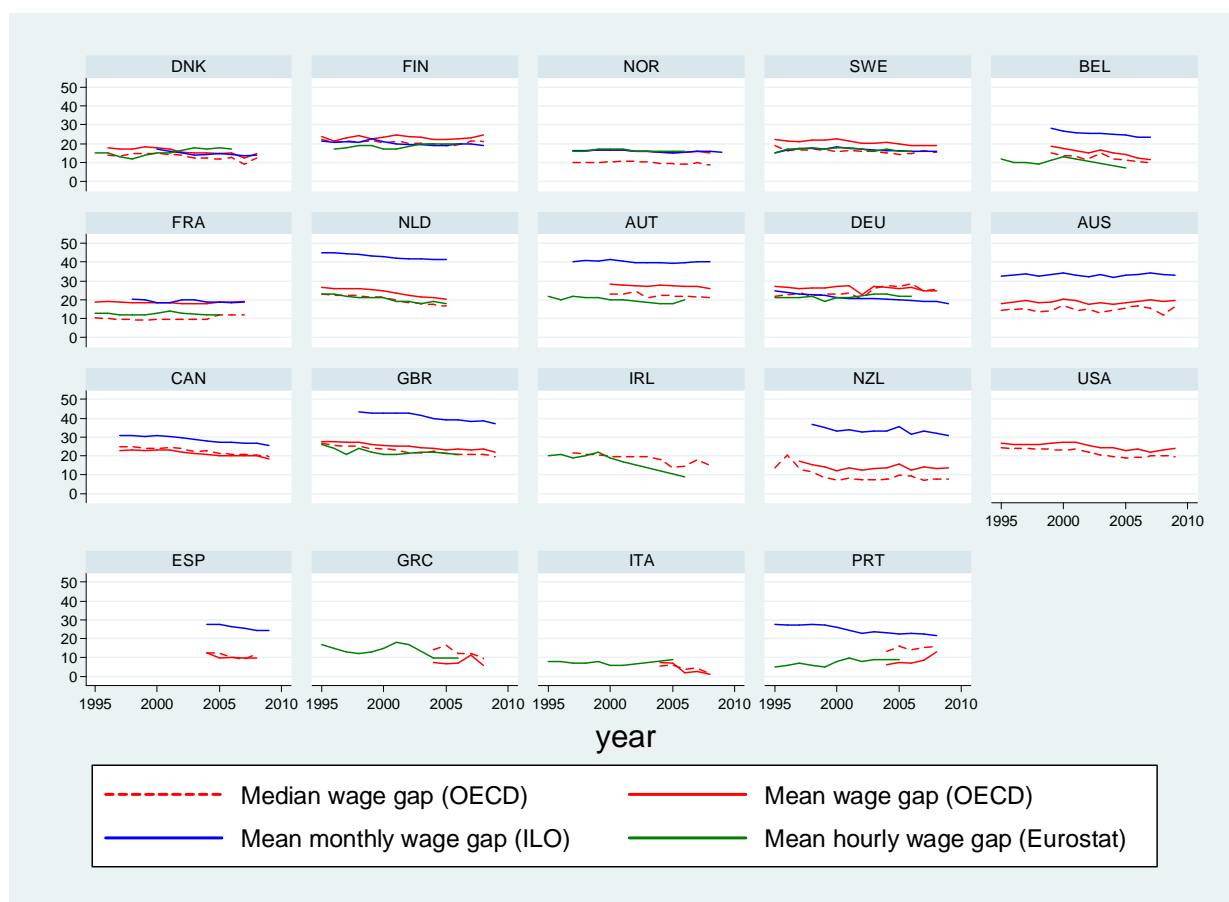 DNK FIN NOR SWE BEL
50
40
30
20
10
0
FRA NLD AUT DEU AUS
50
40
30
20
10
0
CAN GBR IRL NZL USA
50
40
30
20
10
0
1995 2000 2005 2010
ESP GRC ITA PRT
50
40
30
20
10
0
1995 2000 2005 2010 1995 2000 2005 2010 1995 2000 2005 2010 1995 2000 2005 2010
year
Median wage gap (OECD) Mean wage gap (OECD)
Mean monthly wage gap (ILO) Mean hourly wage gap (Eurostat)